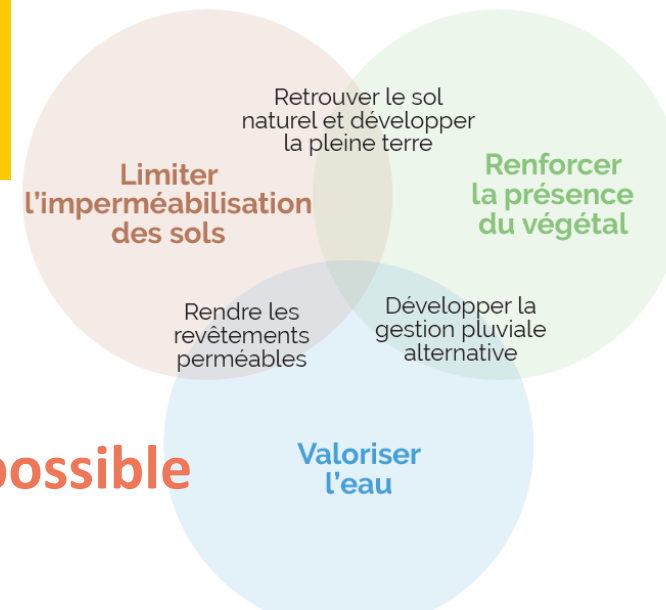 Retrouver le sol
naturel et développer
la pleine terre
Limiter
l'imperméabilisation
des sols
Renforcer
la présence
du végétal
Rendre les
revêtements
perméables
Développer la
gestion pluviale
alternative
possible
Valoriser
l'eau